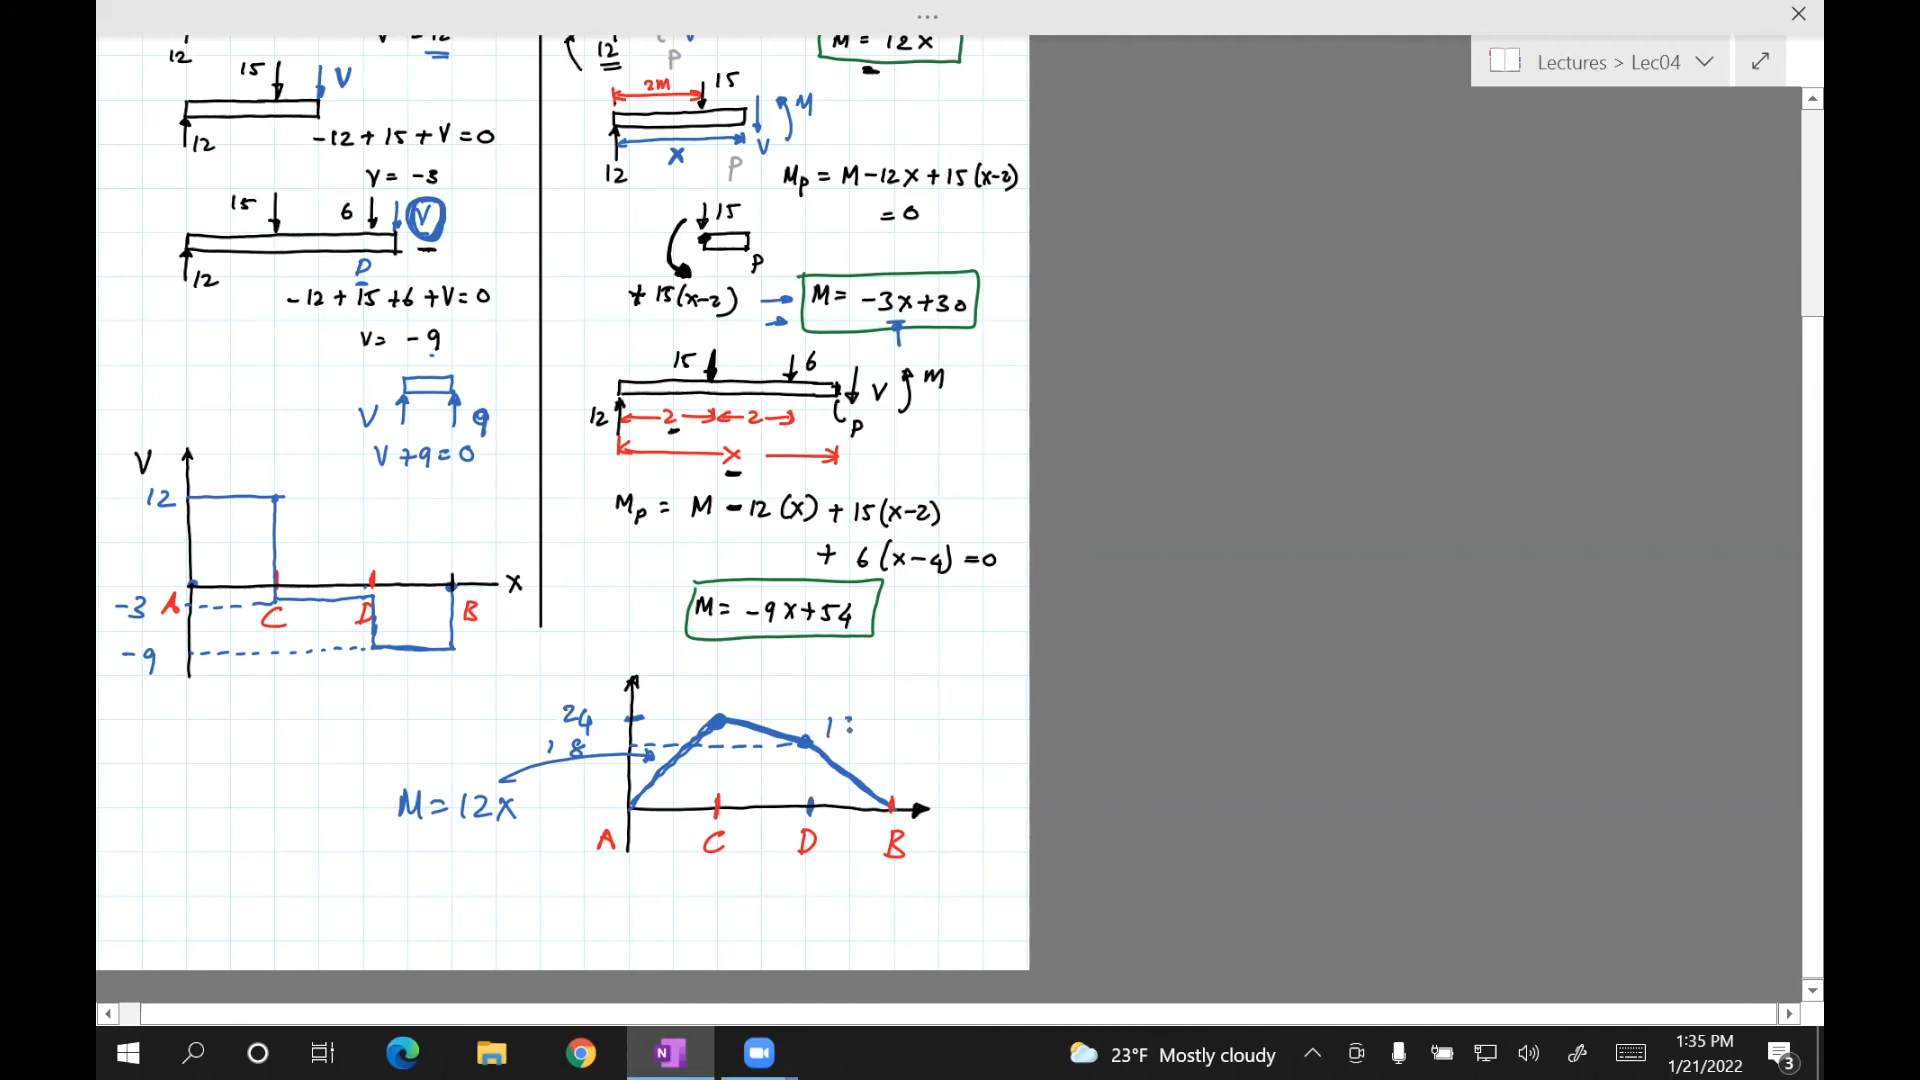 Lectures > Lec04
12
V = -12
15 V
12
-12 + 15 + V = 0
V = -3
15 6 V
12
P
-12 + 15 + 6 + V = 0
V = -9
V 9
V + 9 = 0
V
12
X
-3 A C D B
-9
12 P
M = 12X
2M 15
M
V
X
12 P
Mp = M - 12X + 15(X-2)
= 0
15
P
+ 15(X-2)
M = -3X+30
15 6
V M
12 2 2
P
X
Mp = M - 12(X) + 15(X-2)
+ 6(X-4) = 0
M = -9X+54
24
18
M = 12X
A C D B
23°F Mostly cloudy
1:35 PM
1/21/2022
3